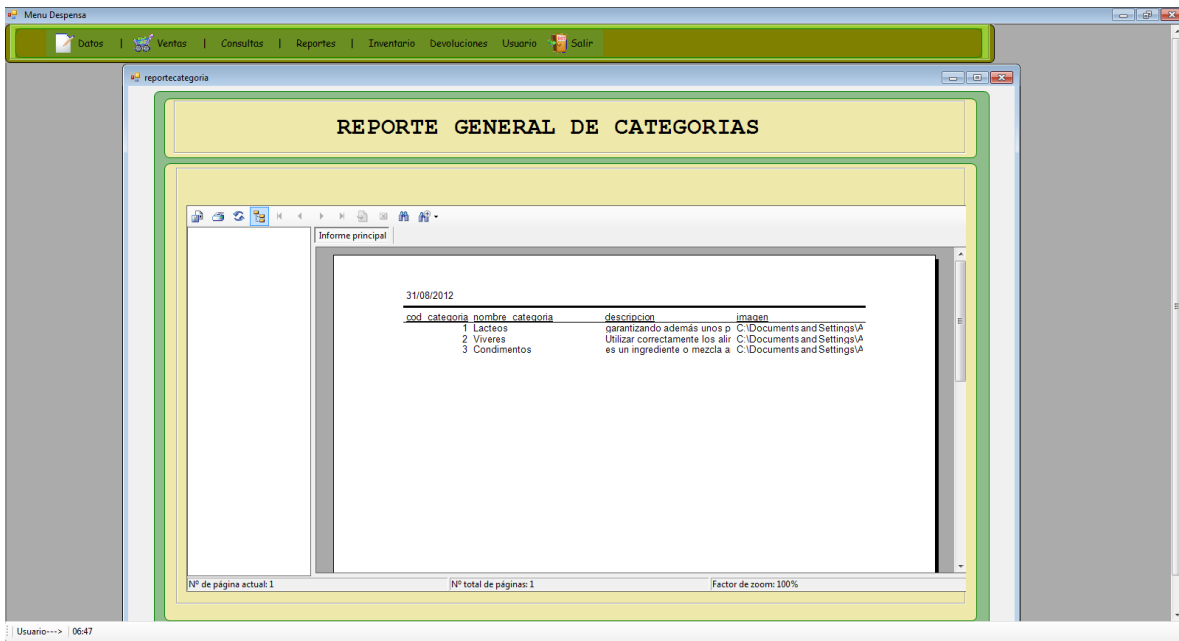 Menu Despensa
Datos | Ventas | Consultas | Reportes | Inventario Devoluciones Usuario Salir
reportecategoria
REPORTE GENERAL DE CATEGORIAS
Informe principal
31/08/2012
cod_categoria nombre_categoria descripcion imagen
1 Lacteos garantizando además unos p C:\Documents and Settings\A
2 Viveres Utilizar correctamente los alir C:\Documents and Settings\A
3 Condimentos es un ingrediente o mezcla a C:\Documents and Settings\A
Nº de página actual: 1 Nº total de páginas: 1 Factor de zoom: 100%
Usuario---> 06:47